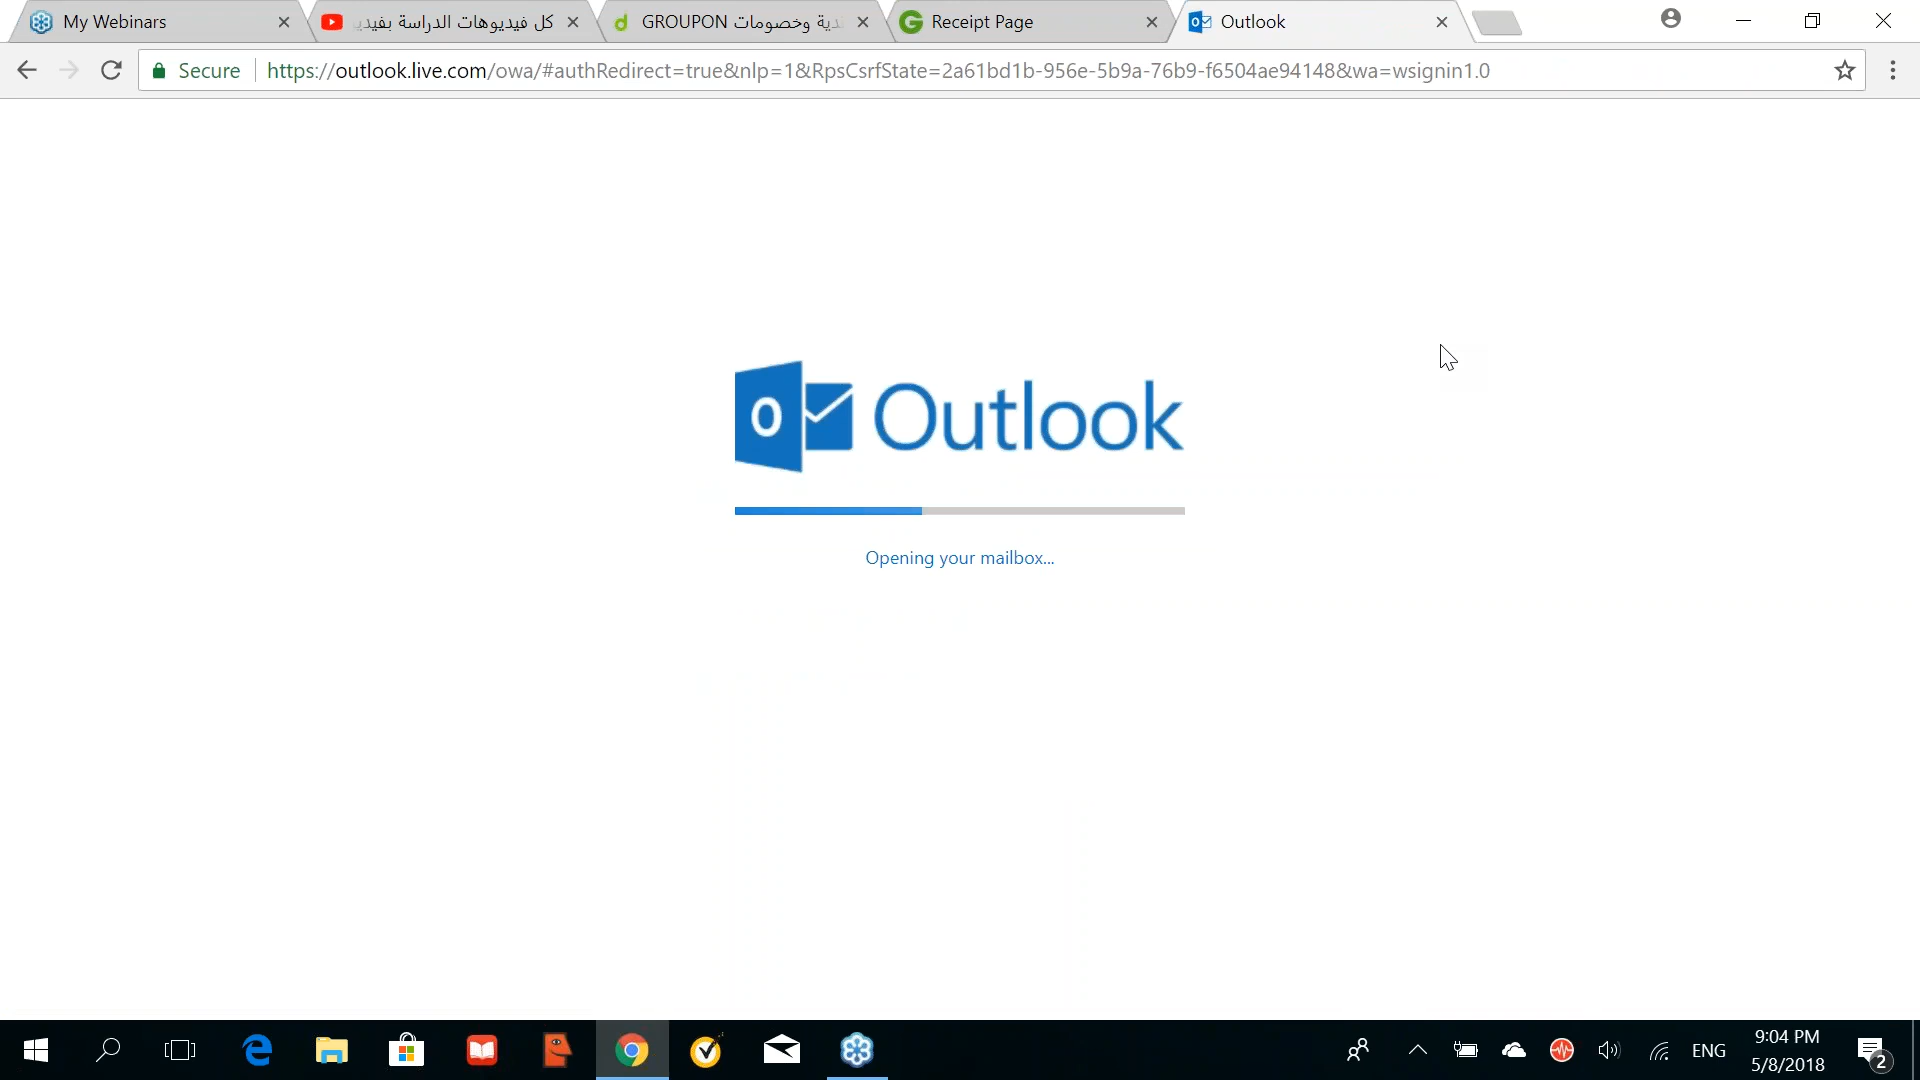 My Webinars
كل فيديوهات الدراسة بفيديـ
GROUPON وخصومات
Receipt Page
Outlook
Secure
https://outlook.live.com/owa/#authRedirect=true&nlp=1&RpsCsrfState=2a61bd1b-956e-5b9a-76b9-f6504ae94148&wa=wsignin1.0
Outlook
Opening your mailbox...
ENG
9:04 PM
5/8/2018
2